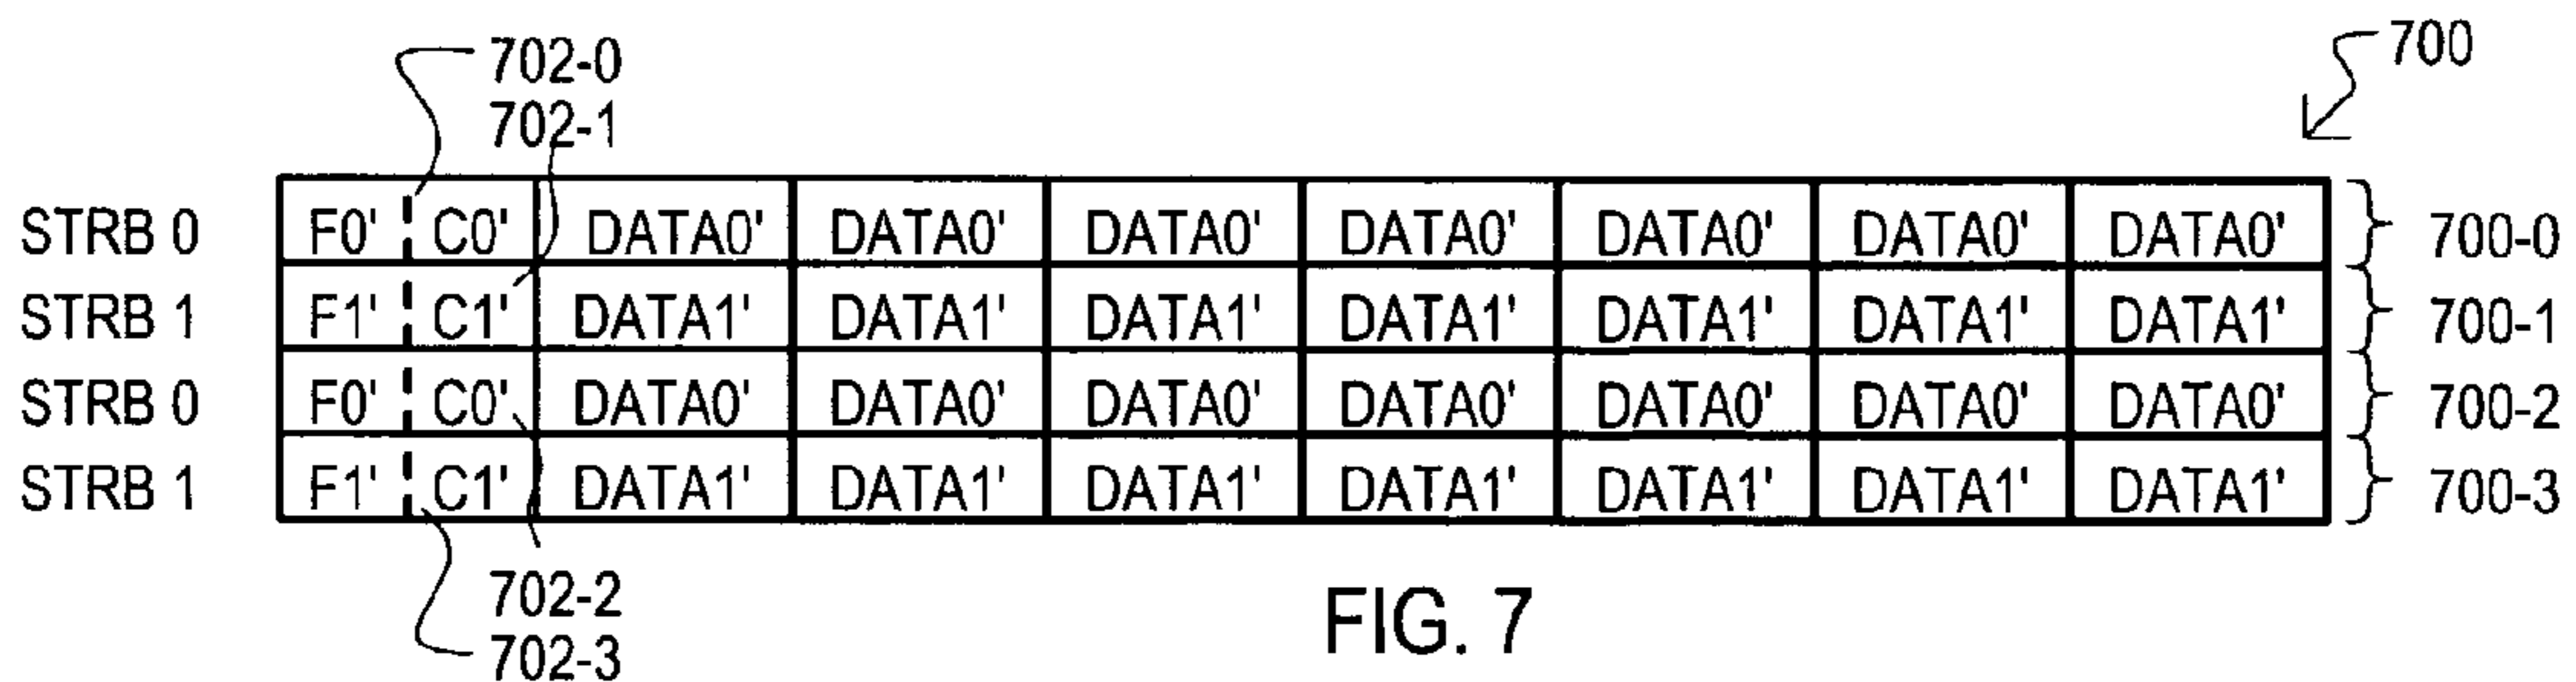 702-0
700
702-1
STRB 0 F0' C0' DATA0' DATA0' DATA0' DATA0' DATA0' DATA0' DATA0' 700-0
STRB 1 F1' C1' DATA1' DATA1' DATA1' DATA1' DATA1' DATA1' DATA1' 700-1
STRB 0 F0' C0' DATA0' DATA0' DATA0' DATA0' DATA0' DATA0' DATA0' 700-2
STRB 1 F1' C1' DATA1' DATA1' DATA1' DATA1' DATA1' DATA1' DATA1' 700-3
702-2
702-3
FIG. 7